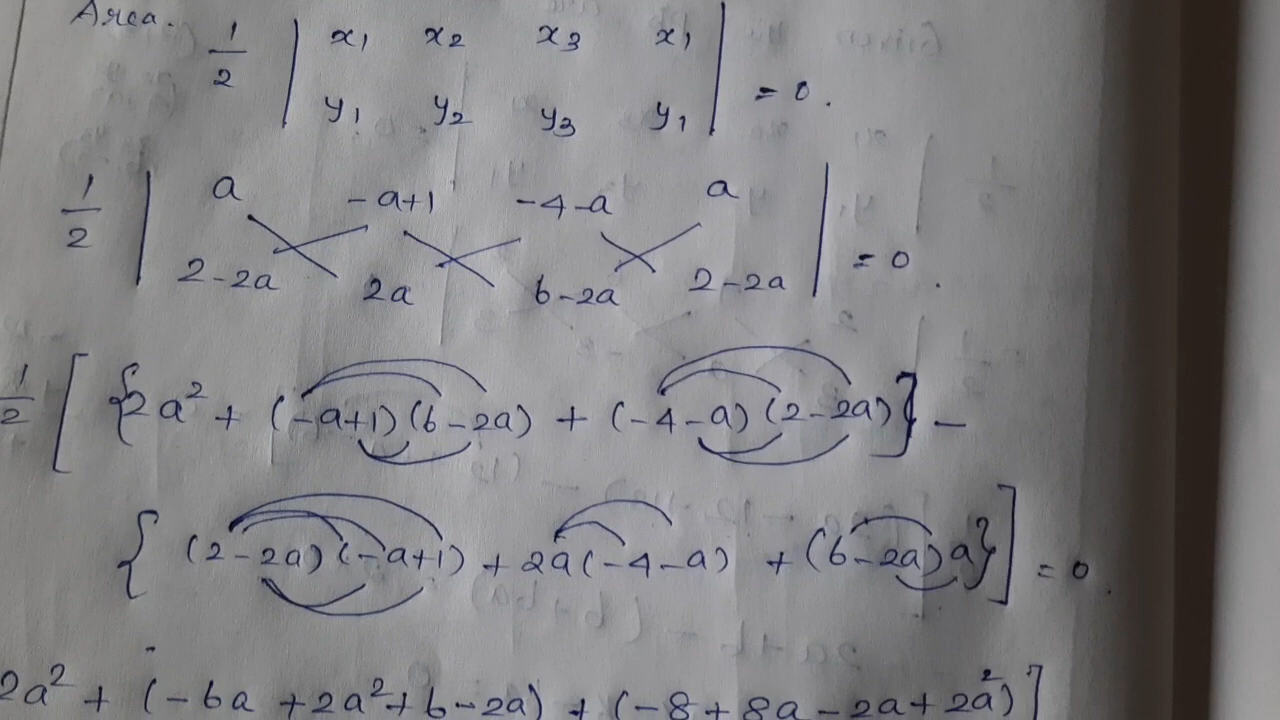 Area.
1/2 | x₁ x₂ x₃ x₁ |
| y₁ y₂ y₃ y₁ | = 0.
1/2 | a -a+1 -4-a a |
| 2-2a 2a 6-2a 2-2a | = 0.
1/2 [ {2a² + (-a+1)(6-2a) + (-4-a)(2-2a)} -
{ (2-2a)(-a+1) + 2a(-4-a) + (6-2a)a} ] = 0.
2a² + (-6a + 2a² + 6 - 2a) + (-8 + 8a - 2a + 2a²)]